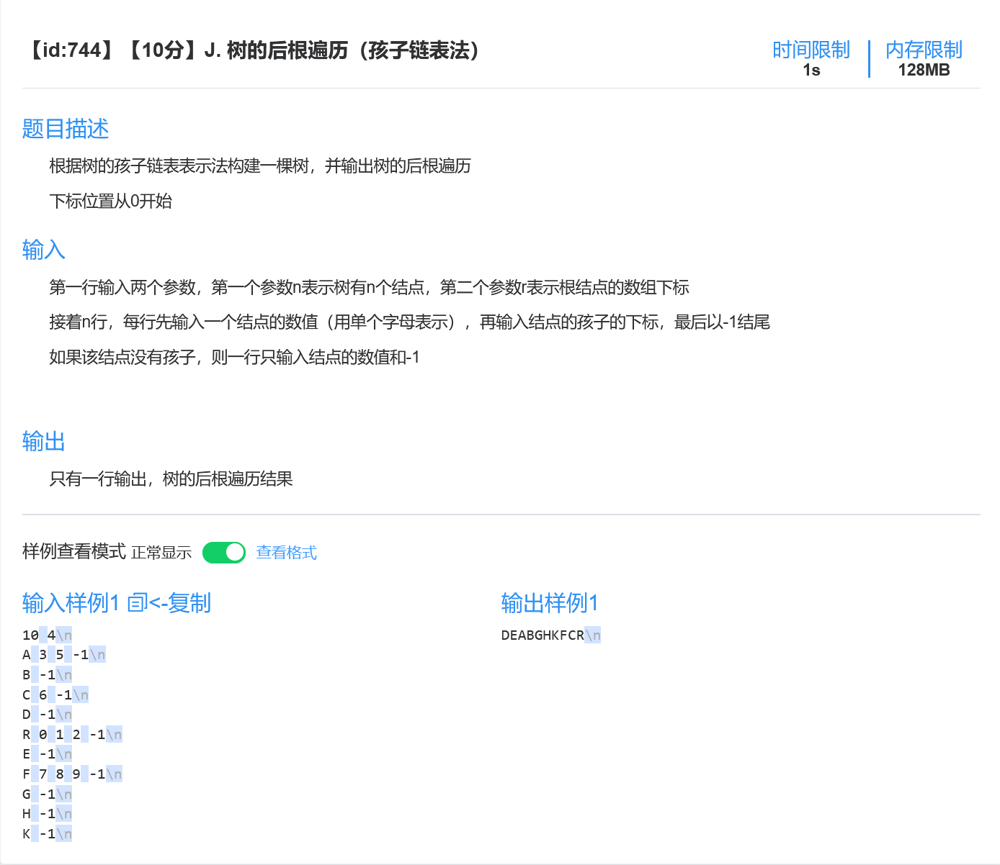 【id:744】【10分】J. 树的后根遍历（孩子链表法）
时间限制
1s
内存限制
128MB
题目描述
根据树的孩子链表表示法构建一棵树，并输出树的后根遍历
下标位置从0开始
输入
第一行输入两个参数，第一个参数n表示树有n个结点，第二个参数r表示根结点的数组下标
接着n行，每行先输入一个结点的数值（用单个字母表示），再输入结点的孩子的下标，最后以-1结尾
如果该结点没有孩子，则一行只输入结点的数值和-1
输出
只有一行输出，树的后根遍历结果
样例查看模式 正常显示 查看格式
输入样例1 <-复制
10 4\n
A 3 5 -1\n
B -1\n
C 6 -1\n
D -1\n
R 0 1 2 -1\n
E -1\n
F 7 8 9 -1\n
G -1\n
H -1\n
K -1\n
输出样例1
DEABGHKFCR\n